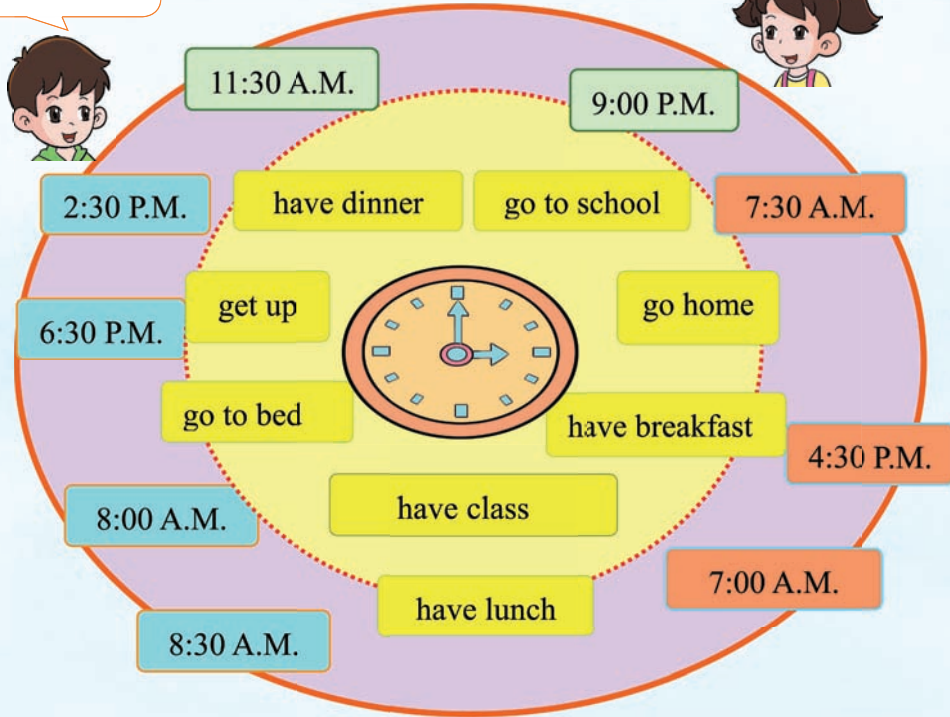 11:30 A.M.
9:00 P.M.
2:30 P.M.
have dinner
go to school
7:30 A.M.
get up
go home
6:30 P.M.
go to bed
have breakfast
4:30 P.M.
have class
8:00 A.M.
7:00 A.M.
have lunch
8:30 A.M.